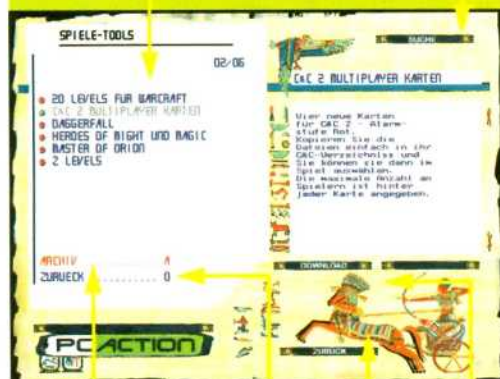 SPIELE-TOOLS
02/06
20 LEVELS FÜR WARCRAFT
C&C 2 MULTIPLAYER KARTEN
DAGGERFALL
HEROES OF MIGHT UND MAGIC
MASTER OF ORION
2 LEVELS
ARCHIV A
ZURUECK .......... 0
PC ACTION
SUCHE
C&C 2 MULTIPLAYER KARTEN
Vier neue Karten
für C&C 2 - Alarm-
stufe Rot.
Kopieren Sie die
Dateien einfach in ihr
C&C-Verzeichniss und
Sie können sie dann im
Spiel auswählen.
Die maximale Anzahl an
Spielern ist hinter
jeder Karte angegeben.
DOWNLOAD
ZURUECK